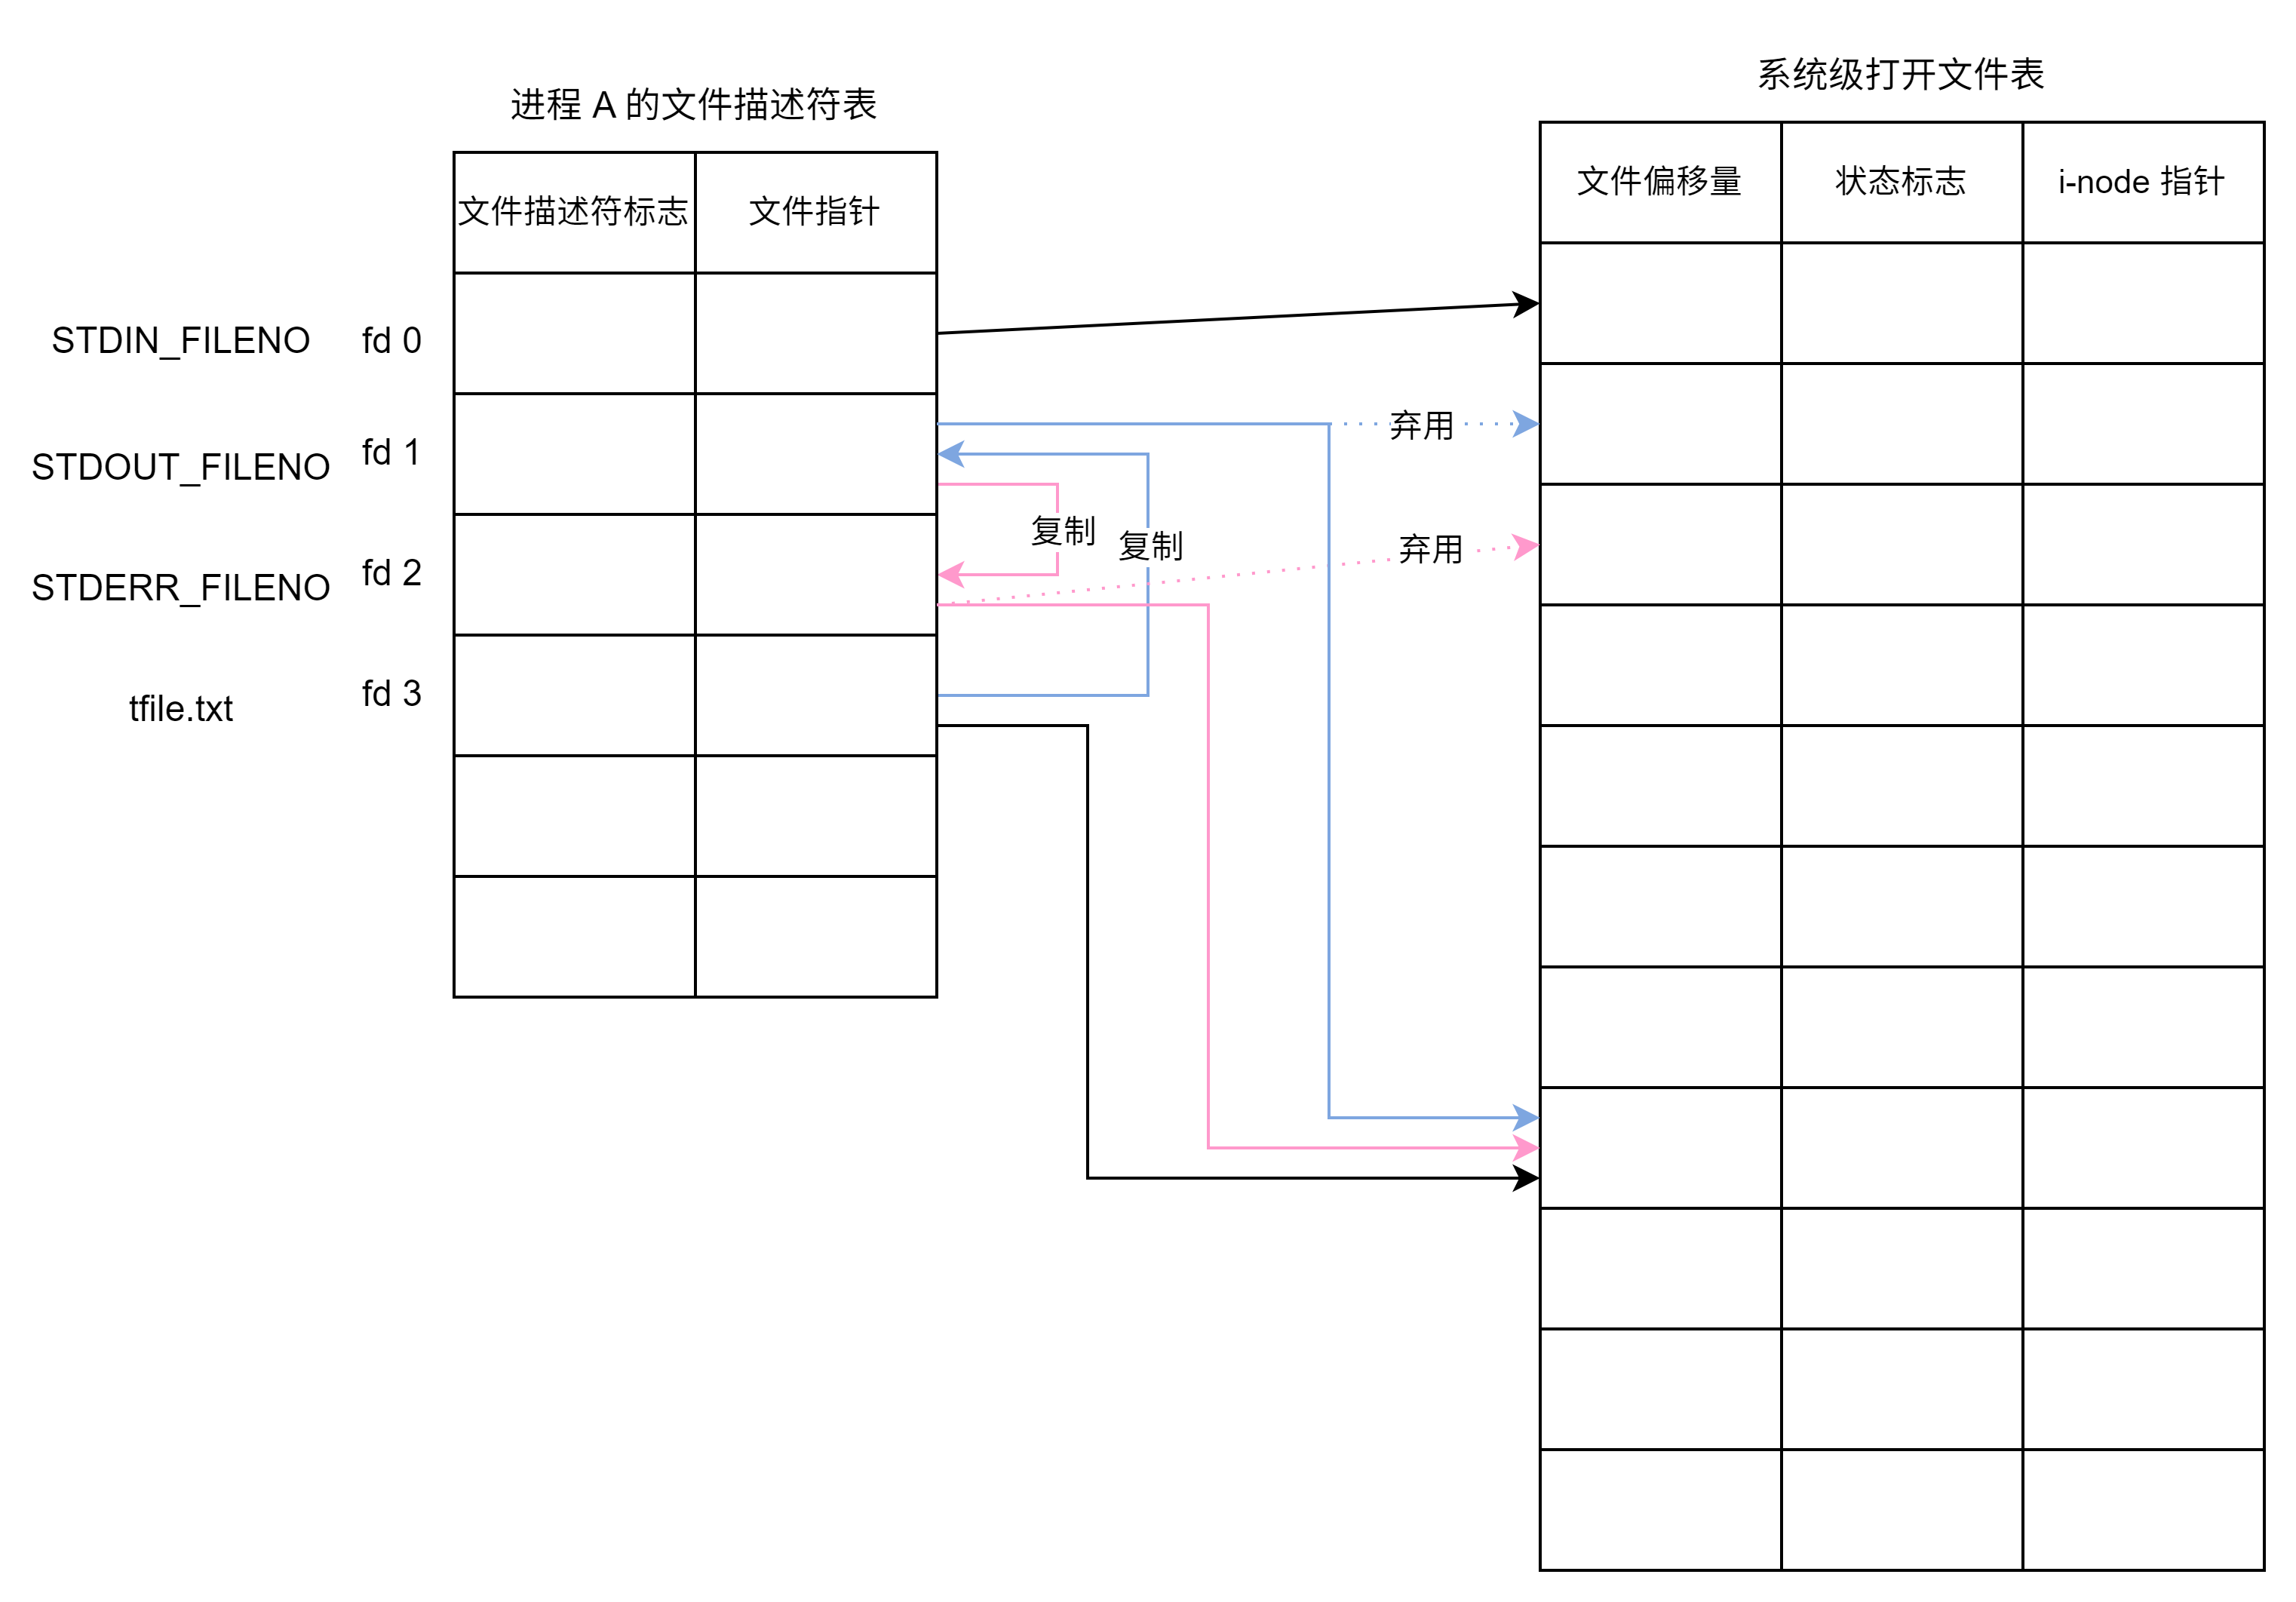 系统级打开文件表
进程 A 的文件描述符表
文件偏移量
状态标志
i-node 指针
文件描述符标志
文件指针
STDIN_FILENO
fd 0
弃用
STDOUT_FILENO
fd 1
复制
复制
弃用
STDERR_FILENO
fd 2
tfile.txt
fd 3